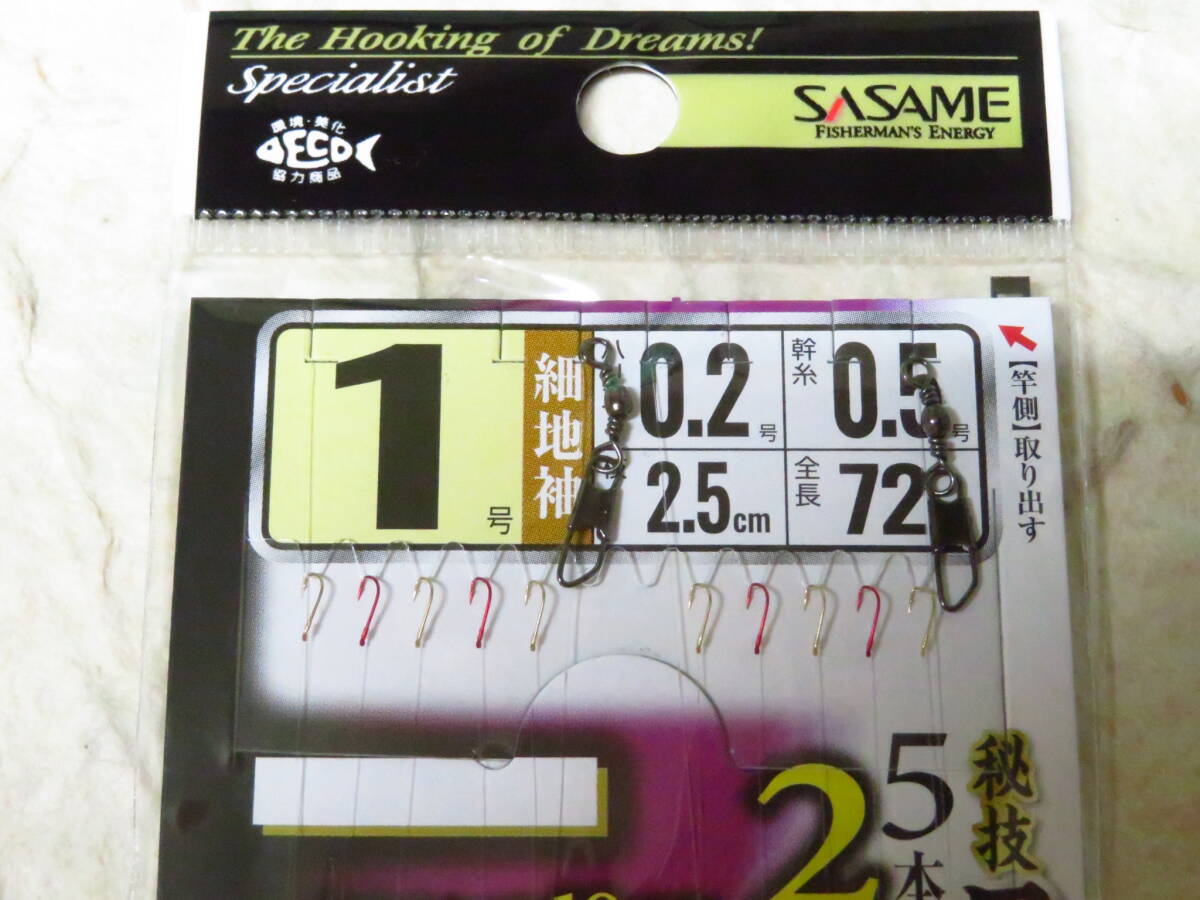 The Hooking of Dreams!
Specialist
環境・美化
ECO
協力商品
SASAME
FISHERMAN'S ENERGY
1号
細地袖
0.2号
幹糸
0.5号
2.5cm
全長
72
【竿側】取り出す
秘技
5本
2